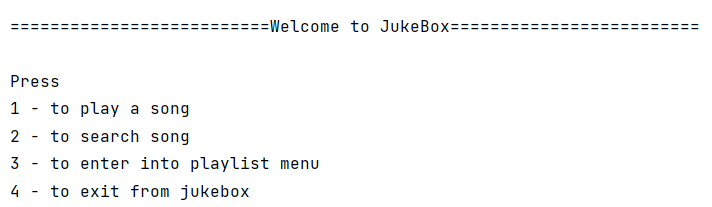 ==========================Welcome to JukeBox=========================
Press
1 - to play a song
2 - to search song
3 - to enter into playlist menu
4 - to exit from jukebox